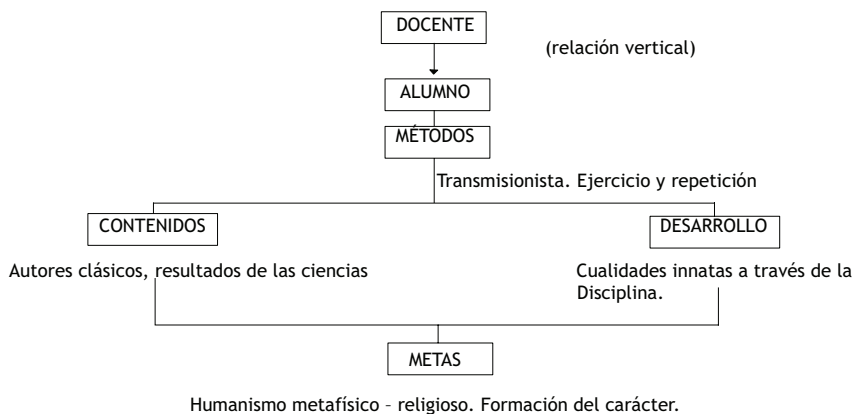 DOCENTE
(relación vertical)
ALUMNO
MÉTODOS
Transmisionista. Ejercicio y repetición
CONTENIDOS
DESARROLLO
Autores clásicos, resultados de las ciencias
Cualidades innatas a través de la
Disciplina.
METAS
Humanismo metafísico – religioso. Formación del carácter.